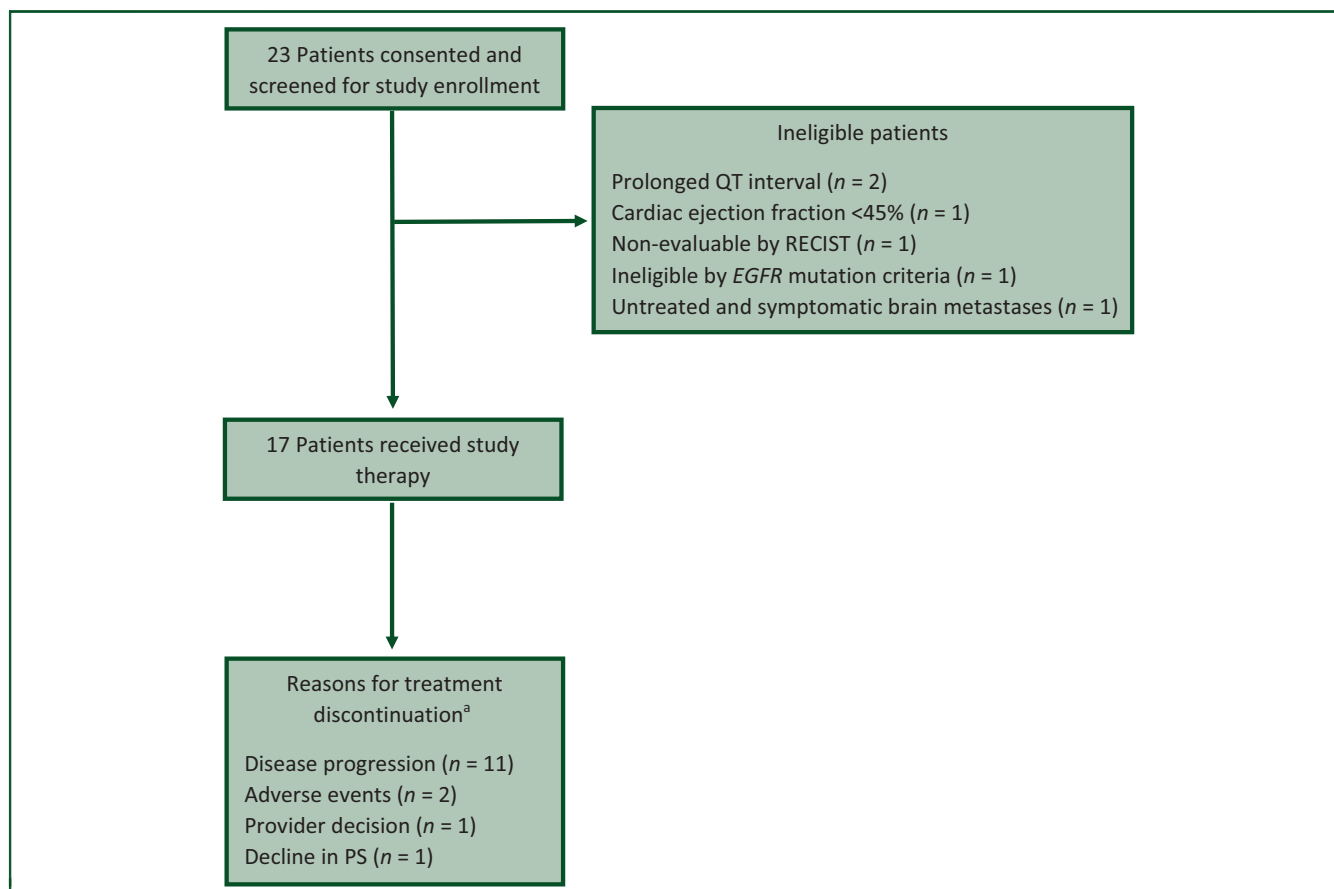 23 Patients consented and
screened for study enrollment
Ineligible patients
Prolonged QT interval (n = 2)
Cardiac ejection fraction <45% (n = 1)
Non-evaluable by RECIST (n = 1)
Ineligible by EGFR mutation criteria (n = 1)
Untreated and symptomatic brain metastases (n = 1)
17 Patients received study
therapy
Reasons for treatment
discontinuationᵃ
Disease progression (n = 11)
Adverse events (n = 2)
Provider decision (n = 1)
Decline in PS (n = 1)